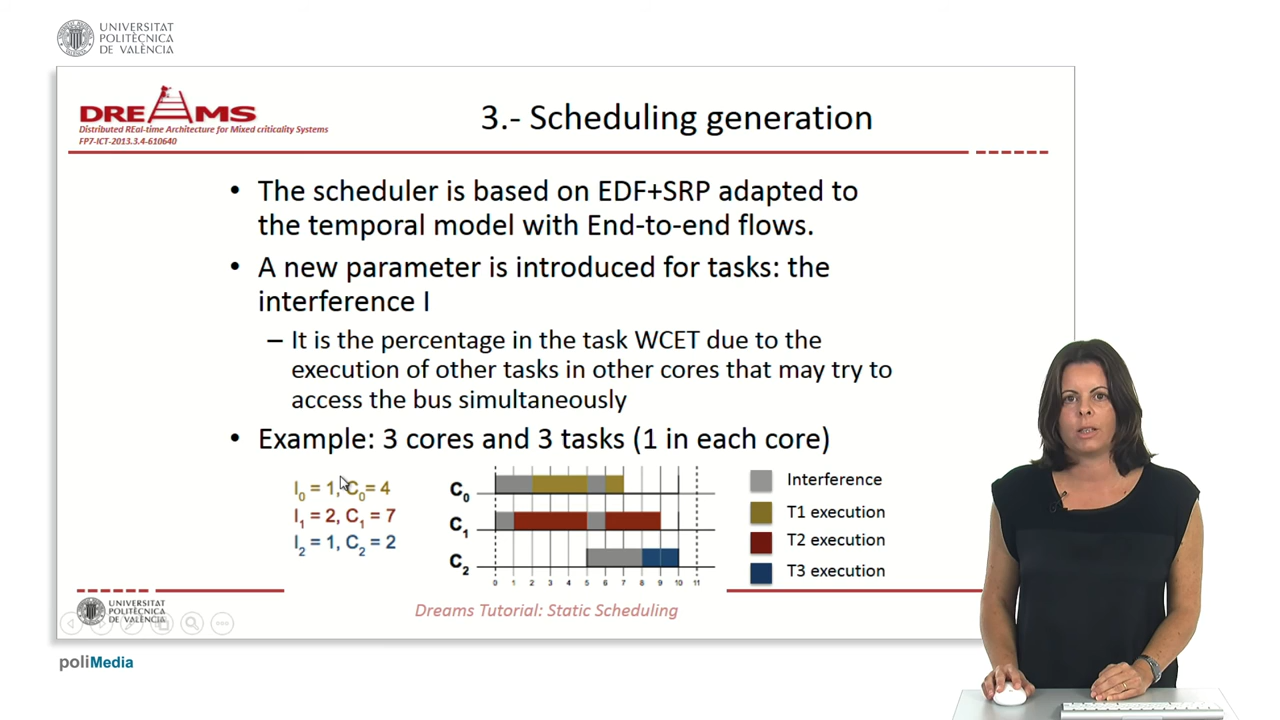 UNIVERSITAT
POLITÈCNICA
DE VALÈNCIA
DREAMS
Distributed REal-time Architecture for Mixed criticality Systems
FP7-ICT-2013.3.4-610640
3.- Scheduling generation
• The scheduler is based on EDF+SRP adapted to
the temporal model with End-to-end flows.
• A new parameter is introduced for tasks: the
interference I
– It is the percentage in the task WCET due to the
execution of other tasks in other cores that may try to
access the bus simultaneously
• Example: 3 cores and 3 tasks (1 in each core)
I0 = 1, C0= 4
I1 = 2, C1 = 7
I2 = 1, C2 = 2
C0
C1
C2
0 1 2 3 4 5 6 7 8 9 10 11
Interference
T1 execution
T2 execution
T3 execution
UNIVERSITAT
POLITÈCNICA
DE VALÈNCIA
Dreams Tutorial: Static Scheduling
poliMedia